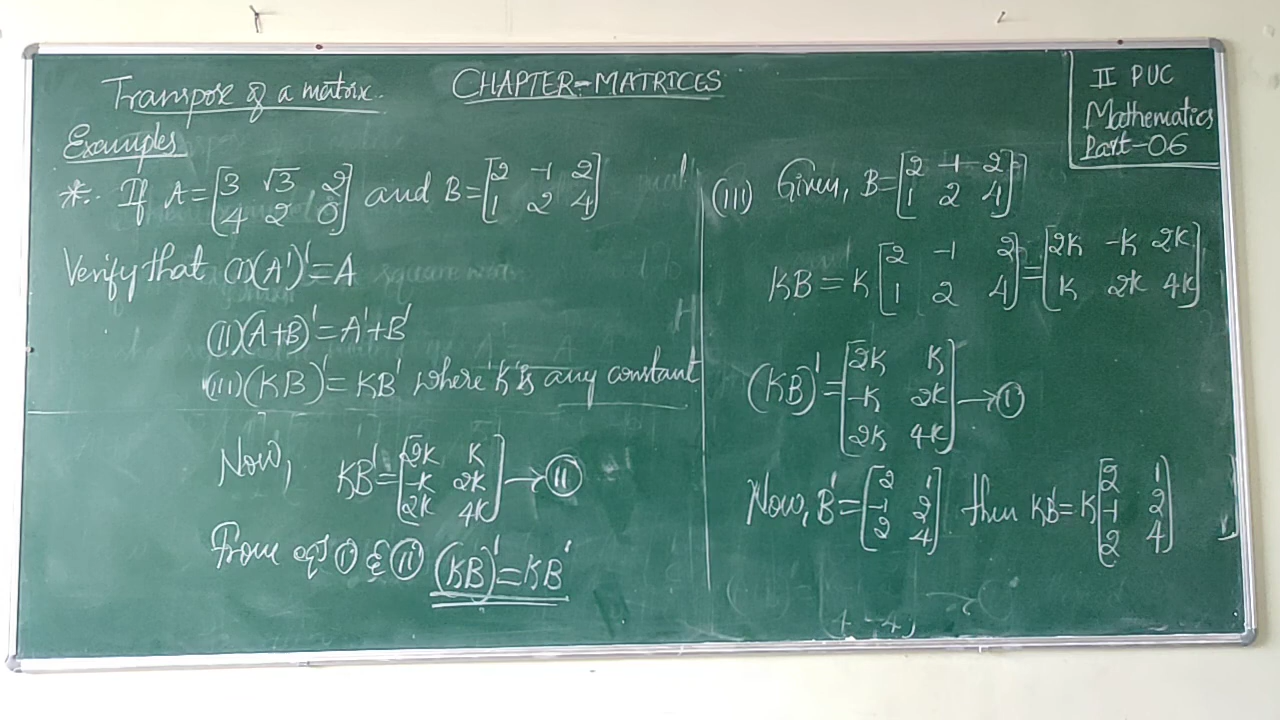 CHAPTER-MATRICES
II PUC
Mathematics
Part-06
Transpose of a matrix.
Examples
*. If A = [3 √3 2; 4 2 0] and B = [2 -1 2; 1 2 4]
Verify that (i) (A')' = A
(ii) (A+B)' = A'+B'
(iii) (KB)' = KB' where 'K' is any constant
(iii) Given, B = [2 -1 2; 1 2 4]
KB = K [2 -1 2; 1 2 4] = [2K -K 2K; K 2K 4K]
(KB)' = [2K K; -K 2K; 2K 4K] → (i)
Now, B' = [2 1; -1 2; 2 4] then KB' = K [2 1; -1 2; 2 4]
Now, KB' = [2K K; -K 2K; 2K 4K] → (ii)
From eqⁿ (i) & (ii) (KB)' = KB'